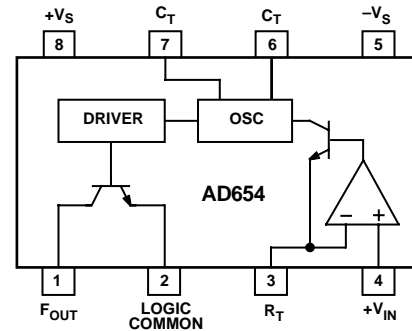 +VS CT CT −VS
8 7 6 5
DRIVER OSC
AD654
− +
1 2 3 4
FOUT LOGIC COMMON RT +VIN